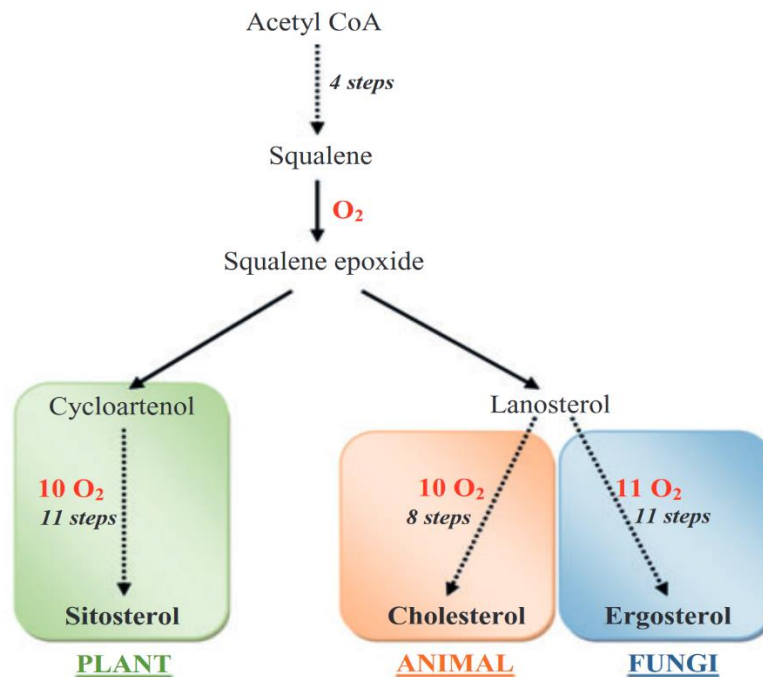 Acetyl CoA
4 steps
Squalene
O₂
Squalene epoxide
Cycloartenol
Lanosterol
10 O₂
11 steps
10 O₂
8 steps
11 O₂
11 steps
Sitosterol
Cholesterol
Ergosterol
PLANT
ANIMAL
FUNGI